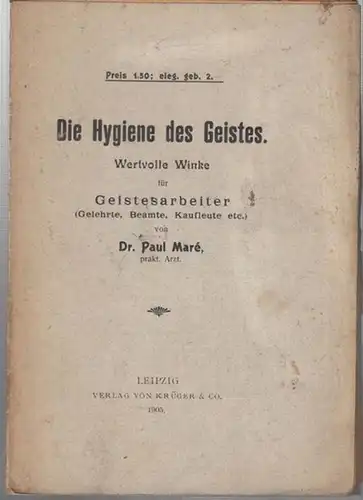 Preis 1.50; eleg. geb. 2.
Die Hygiene des Geistes.
Wertvolle Winke
für
Geistesarbeiter
(Gelehrte, Beamte, Kaufleute etc.)
von
Dr. Paul Maré,
prakt. Arzt.
LEIPZIG
VERLAG VON KRÜGER & CO.
1905.